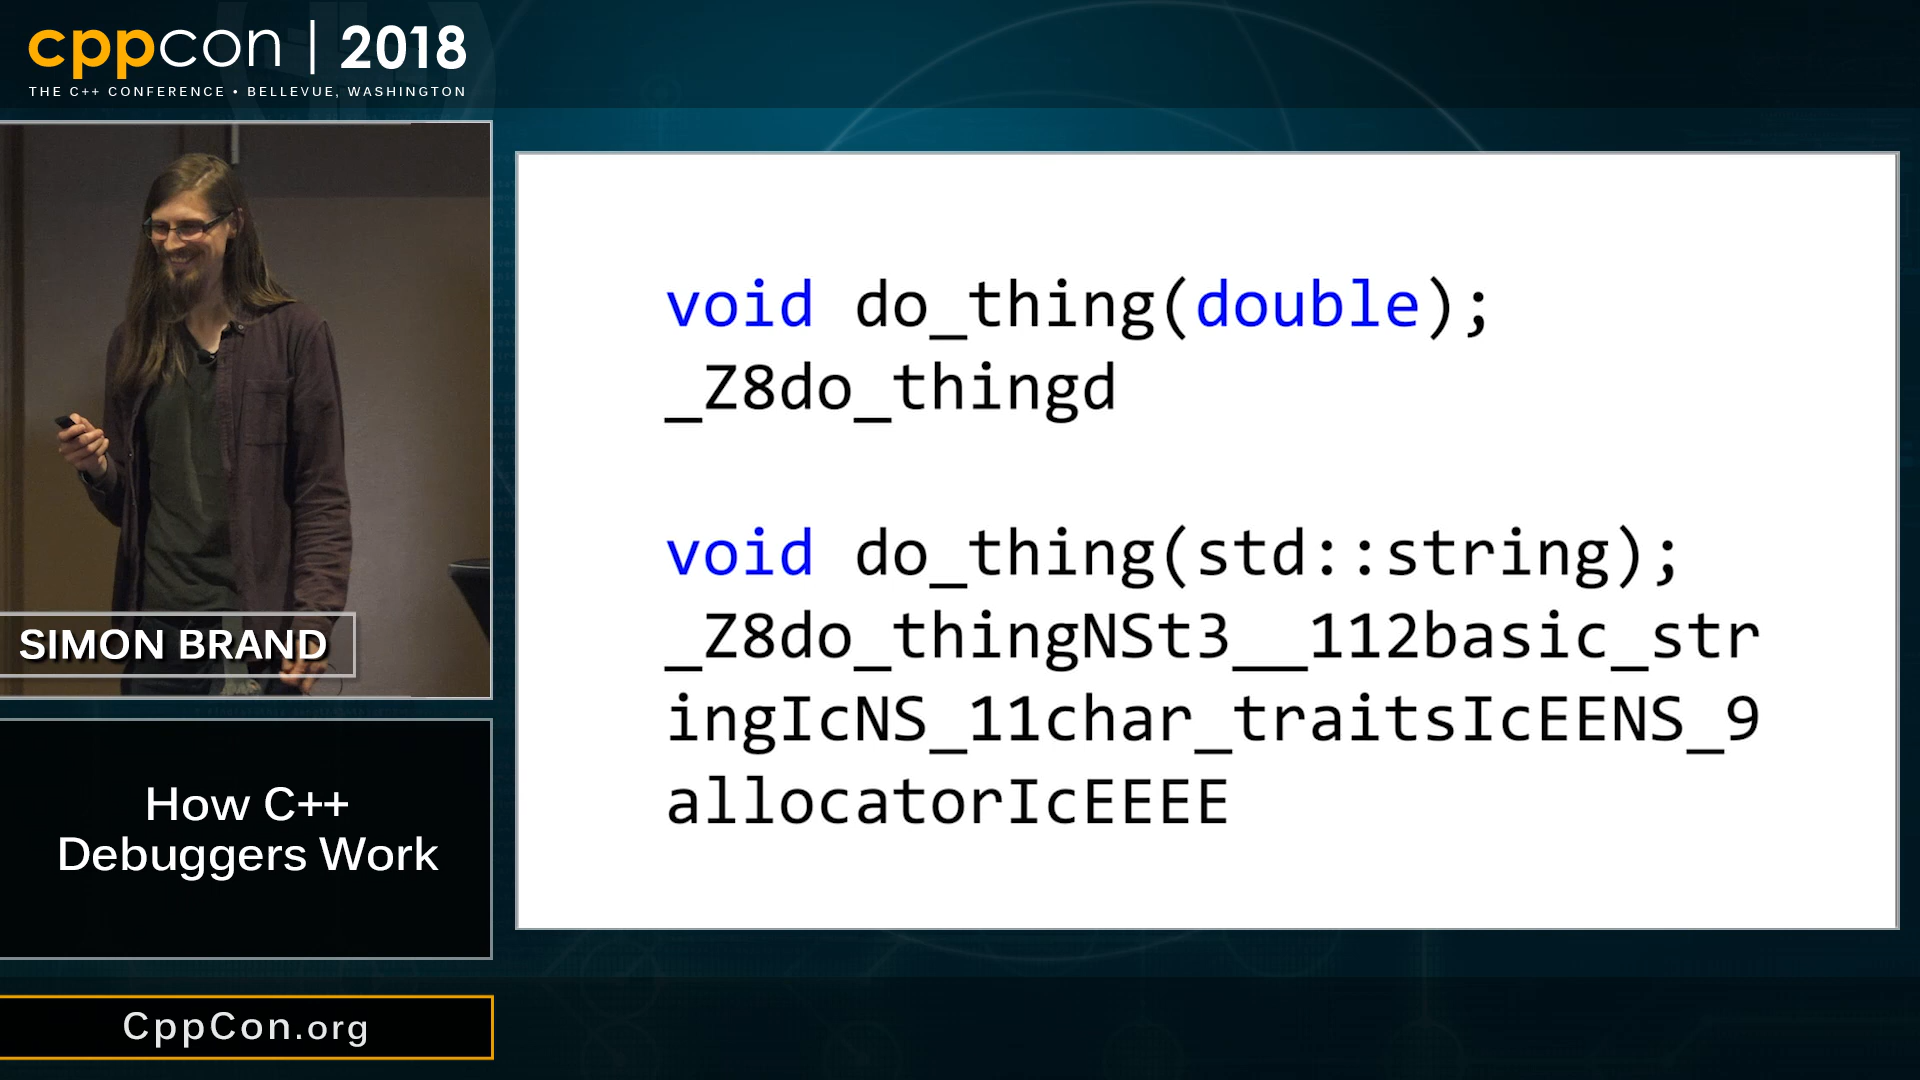 cppcon | 2018
THE C++ CONFERENCE • BELLEVUE, WASHINGTON
SIMON BRAND
How C++
Debuggers Work
CppCon.org
void do_thing(double);
_Z8do_thingd
void do_thing(std::string);
_Z8do_thingNSt3__112basic_str
ingIcNS_11char_traitsIcEENS_9
allocatorIcEEEE